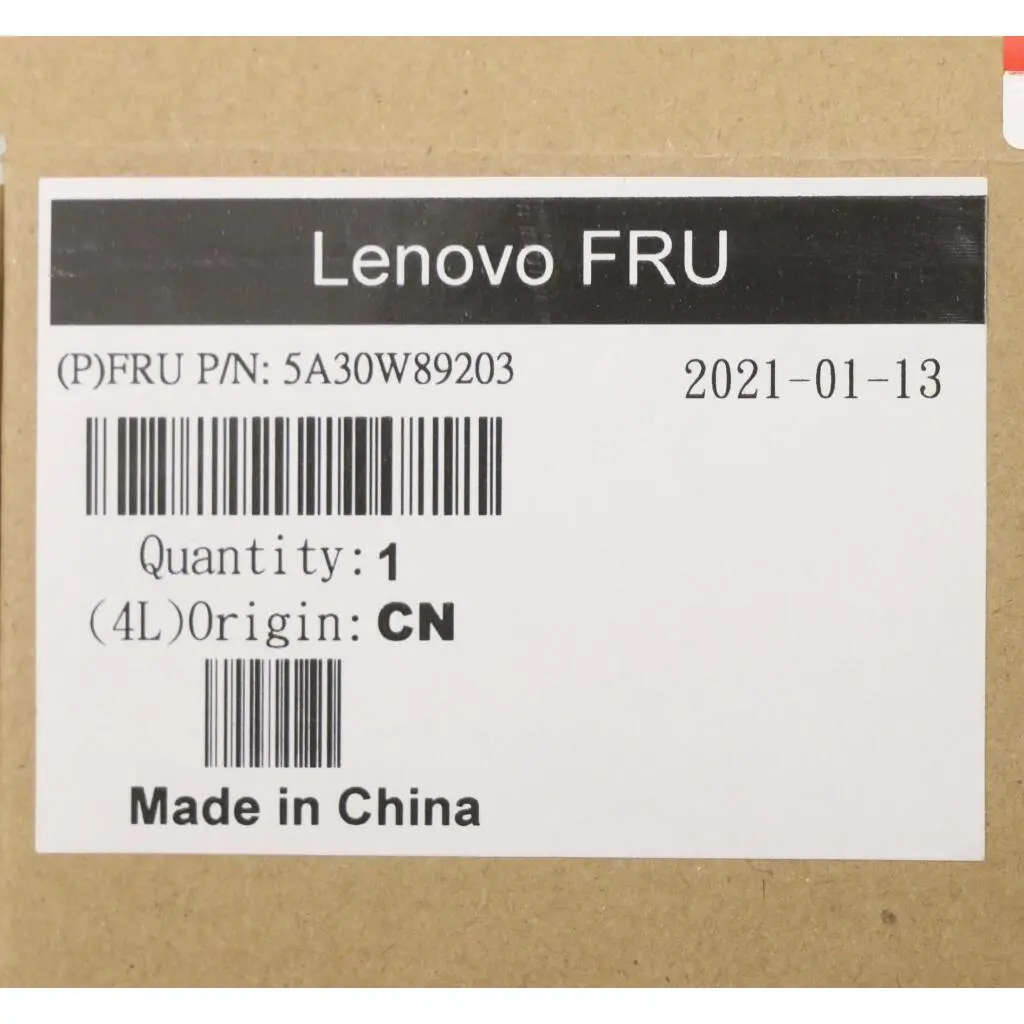 Lenovo FRU
(P)FRU P/N: 5A30W89203
2021-01-13
Quantity: 1
(4L)Origin: CN
Made in China